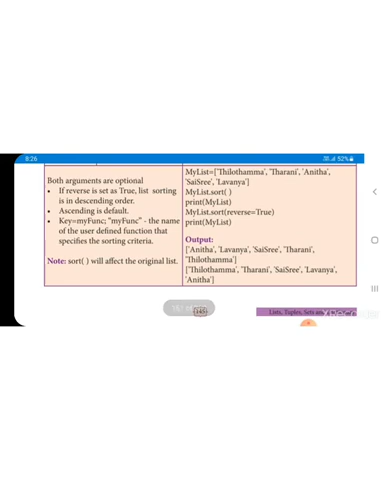 8:26
52%
Both arguments are optional
• If reverse is set as True, list sorting
is in descending order.
• Ascending is default.
• Key=myFunc; "myFunc" - the name
of the user defined function that
specifies the sorting criteria.
Note: sort( ) will affect the original list.
MyList=['Thilothamma', 'Tharani', 'Anitha',
'SaiSree', 'Lavanya']
MyList.sort( )
print(MyList)
MyList.sort(reverse=True)
print(MyList)
Output:
['Anitha', 'Lavanya', 'SaiSree', 'Tharani',
'Thilothamma']
['Thilothamma', 'Tharani', 'SaiSree', 'Lavanya',
'Anitha']
145
Lists, Tuples, Sets